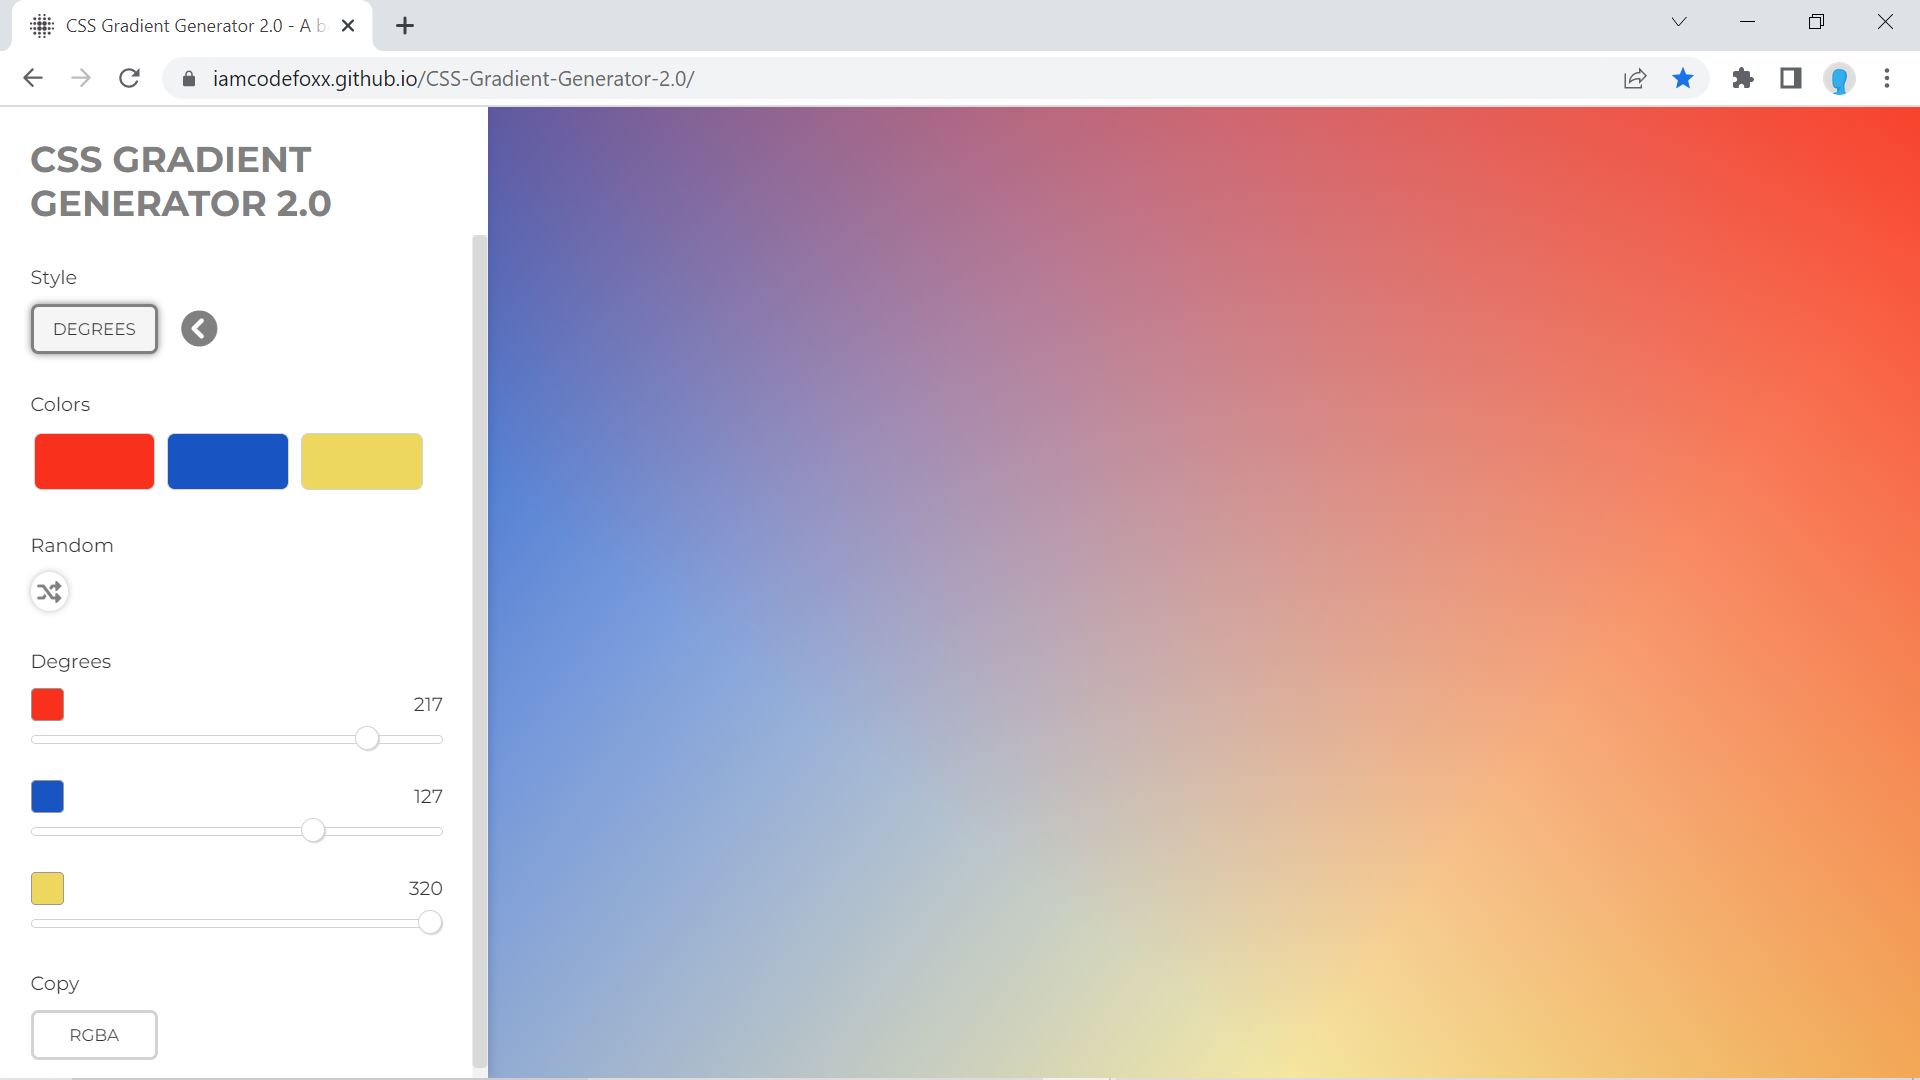 CSS Gradient Generator 2.0 - A b
iamcodefoxx.github.io/CSS-Gradient-Generator-2.0/
CSS GRADIENT
GENERATOR 2.0
Style
DEGREES
Colors
Random
Degrees
217
127
320
Copy
RGBA